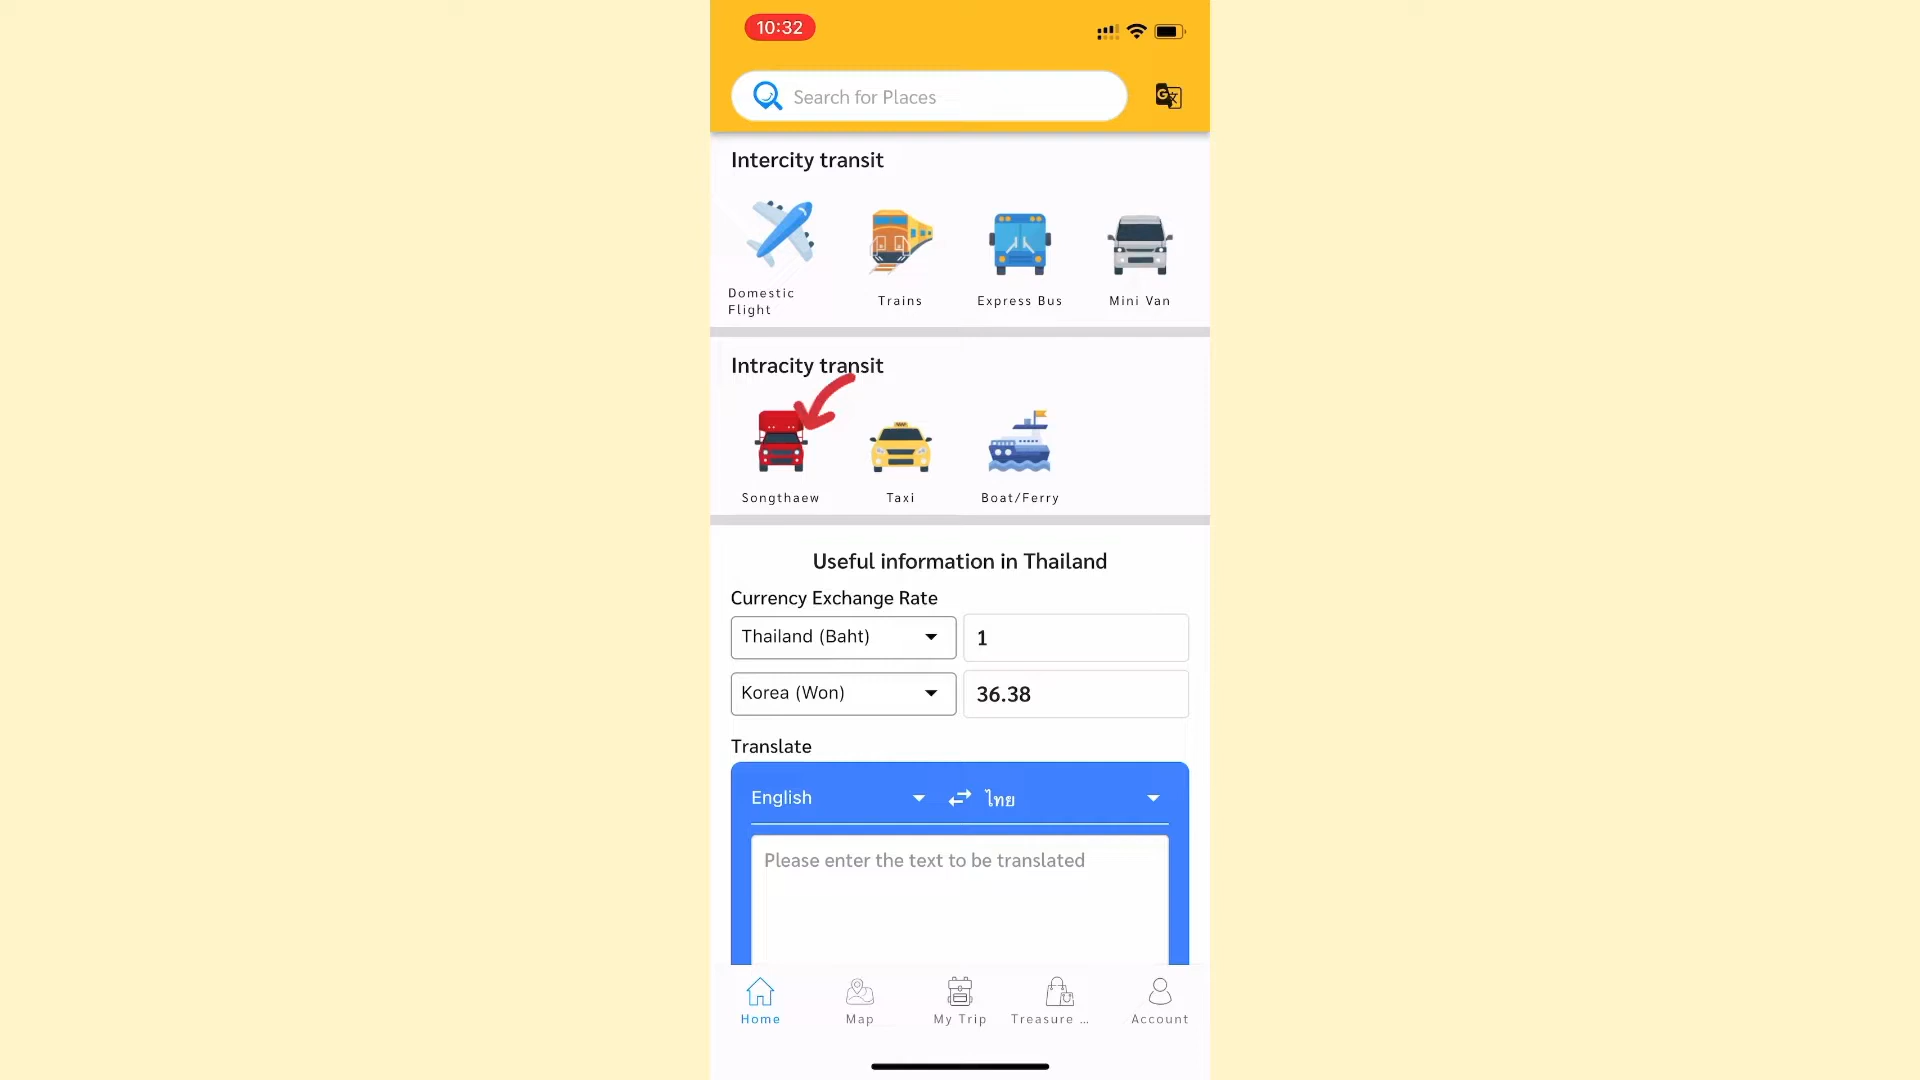 10:32
Search for Places
Intercity transit
Domestic
Flight
Trains
Express Bus
Mini Van
Intracity transit
Songthaew
Taxi
Boat/Ferry
Useful information in Thailand
Currency Exchange Rate
Thailand (Baht)
1
Korea (Won)
36.38
Translate
English
ไทย
Please enter the text to be translated
Home
Map
My Trip
Treasure ...
Account